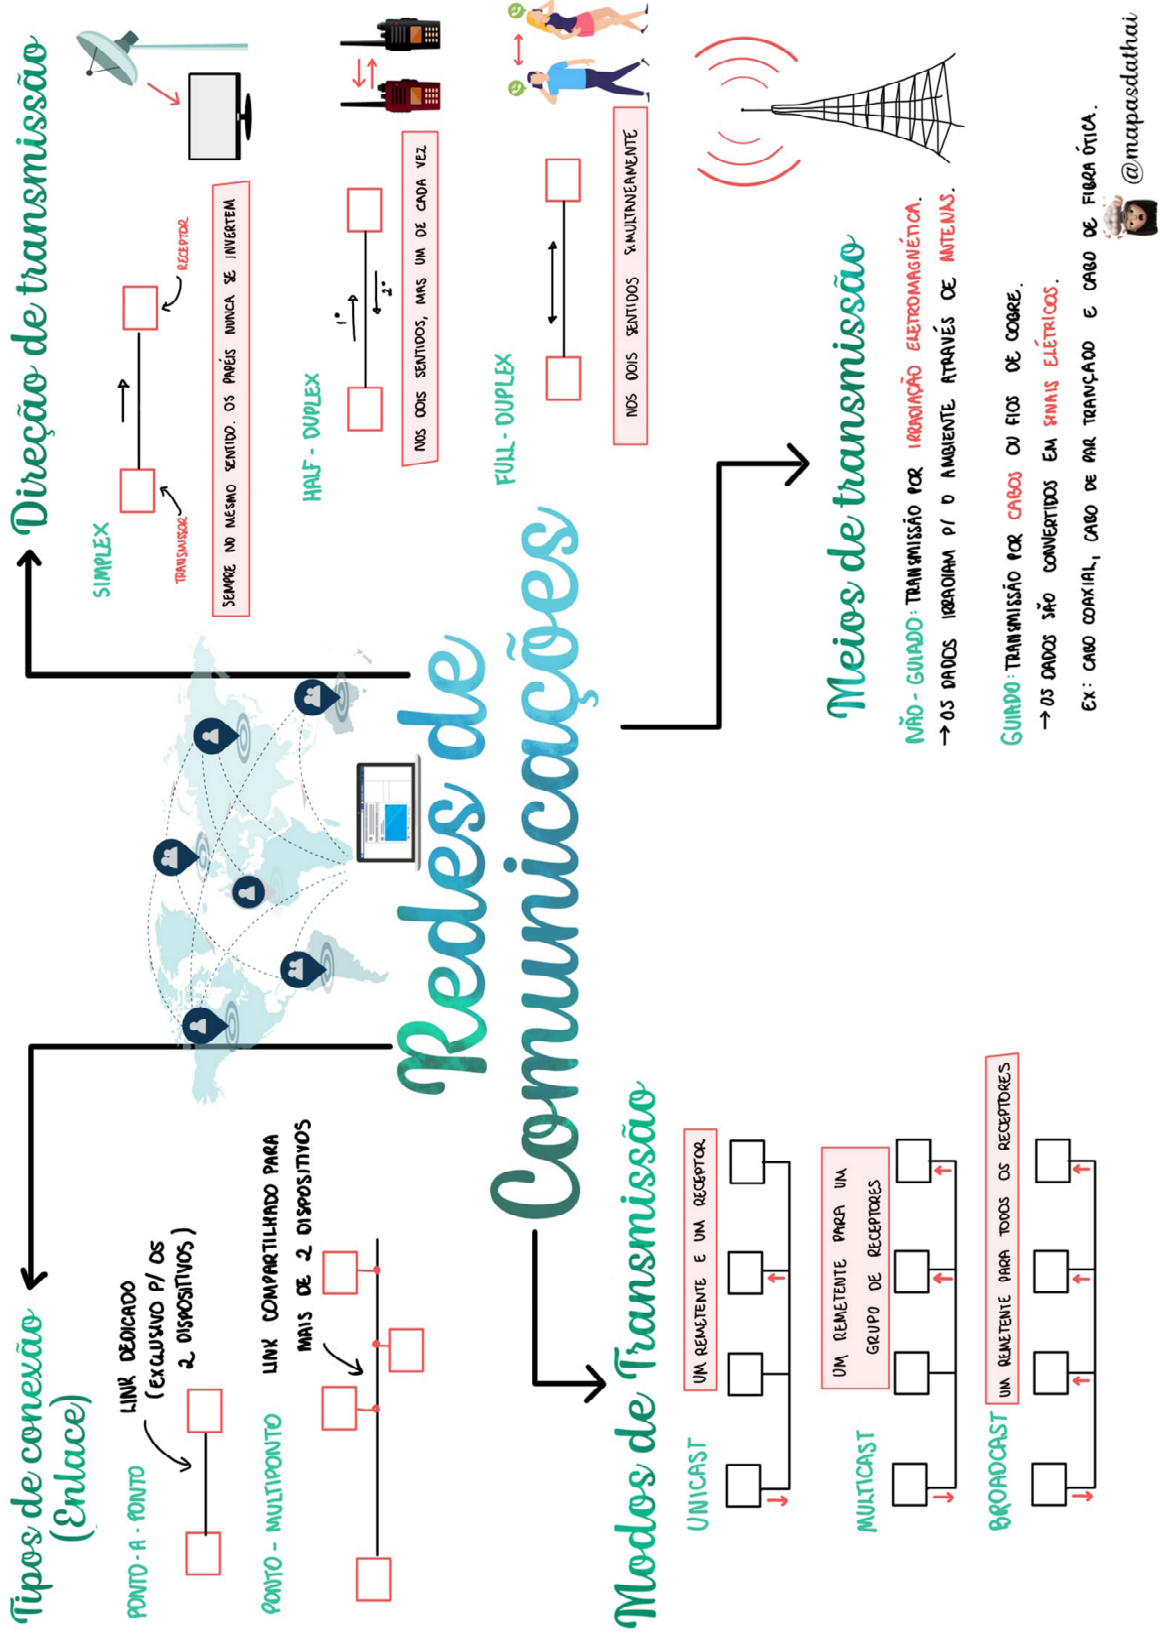 Redes de
Comunicações
Tipos de conexão
(Enlace)
PONTO-A-PONTO
LINK DEDICADO
(EXCLUSIVO P/ OS
2 DISPOSITIVOS)
PONTO-MULTIPONTO
LINK COMPARTILHADO PARA
MAIS DE 2 DISPOSITIVOS
Direção de transmissão
SIMPLEX
TRANSMISSOR
RECEPTOR
SEMPRE NO MESMO SENTIDO. OS PAPÉIS NUNCA SE INVERTEM
HALF-DUPLEX
1º
2º
NOS DOIS SENTIDOS, MAS UM DE CADA VEZ
FULL-DUPLEX
NOS DOIS SENTIDOS SIMULTANEAMENTE
Modos de Transmissão
UNICAST
UM REMETENTE E UM RECEPTOR
MULTICAST
UM REMETENTE PARA UM
GRUPO DE RECEPTORES
BROADCAST
UM REMETENTE PARA TODOS OS RECEPTORES
Meios de transmissão
NÃO-GUIADO: TRANSMISSÃO POR IRRADIAÇÃO ELETROMAGNÉTICA.
→ OS DADOS IRRADIAM P/ O AMBIENTE ATRAVÉS DE ANTENAS.
GUIADO: TRANSMISSÃO POR CABOS OU FIOS DE COBRE.
→ OS DADOS SÃO CONVERTIDOS EM SINAIS ELÉTRICOS.
EX: CABO COAXIAL, CABO DE PAR TRANÇADO E CABO DE FIBRA ÓTICA.
@mapasdathai